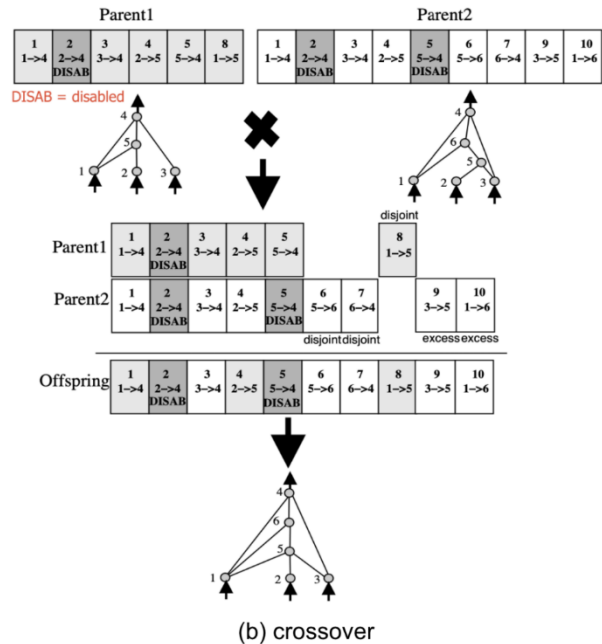 Parent1 Parent2
1 2 3 4 5 8 1 2 3 4 5 6 7 9 10
1->4 2->4 3->4 2->5 5->4 1->5 1->4 2->4 3->4 2->5 5->4 5->6 6->4 3->5 1->6
DISAB DISAB DISAB
DISAB = disabled
4 4
5 6
5
1 2 3 1 2 3
disjoint
Parent1
1 2 3 4 5 8
1->4 2->4 3->4 2->5 5->4 1->5
DISAB
Parent2
1 2 3 4 5 6 7 9 10
1->4 2->4 3->4 2->5 5->4 5->6 6->4 3->5 1->6
DISAB DISAB
disjoint disjoint excess excess
Offspring
1 2 3 4 5 6 7 8 9 10
1->4 2->4 3->4 2->5 5->4 5->6 6->4 1->5 3->5 1->6
DISAB DISAB
4
6
5
1 2 3
(b) crossover